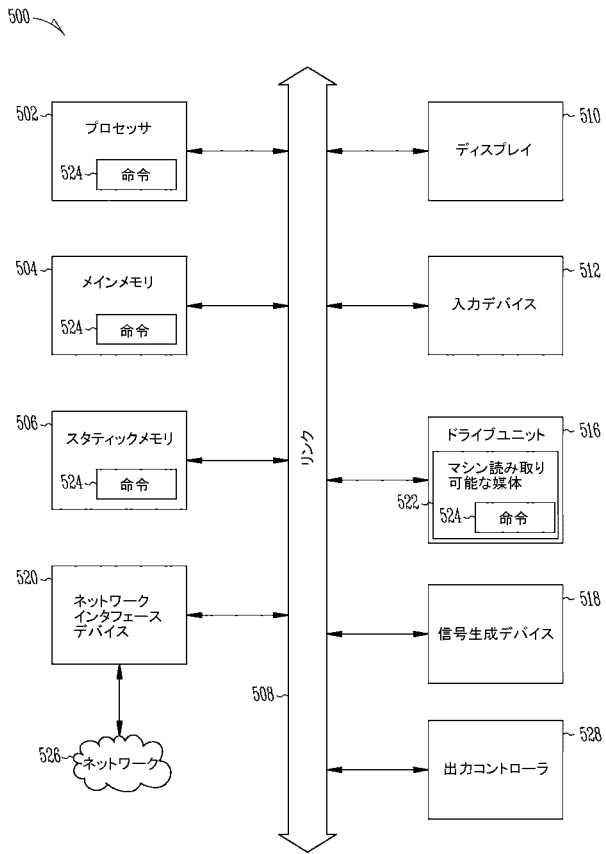 500
502
プロセッサ
524
命令
504
メインメモリ
524
命令
506
スタティックメモリ
524
命令
520
ネットワーク
インタフェース
デバイス
526
ネットワーク
リンク
508
510
ディスプレイ
512
入力デバイス
516
ドライブユニット
マシン読み取り
可能な媒体
522
524
命令
518
信号生成デバイス
528
出力コントローラ